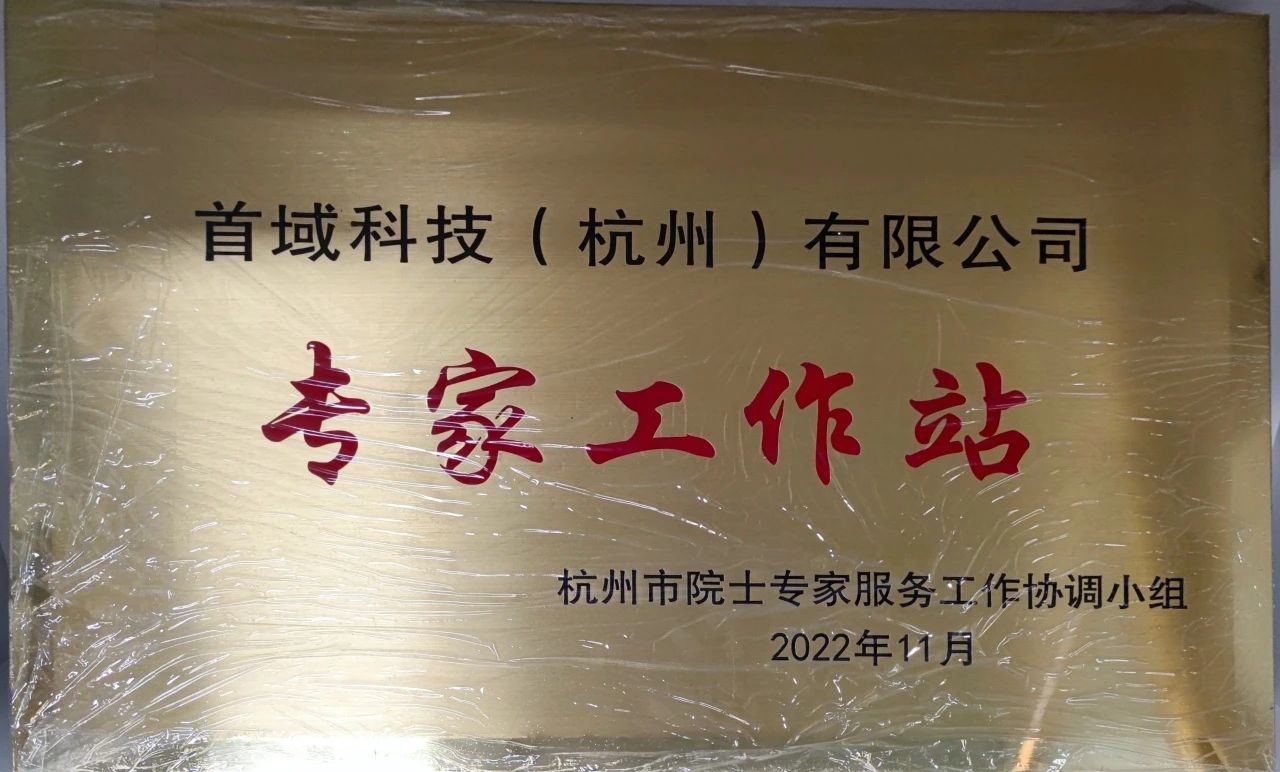 首域科技（杭州）有限公司
专家工作站
杭州市院士专家服务工作协调小组
2022年11月